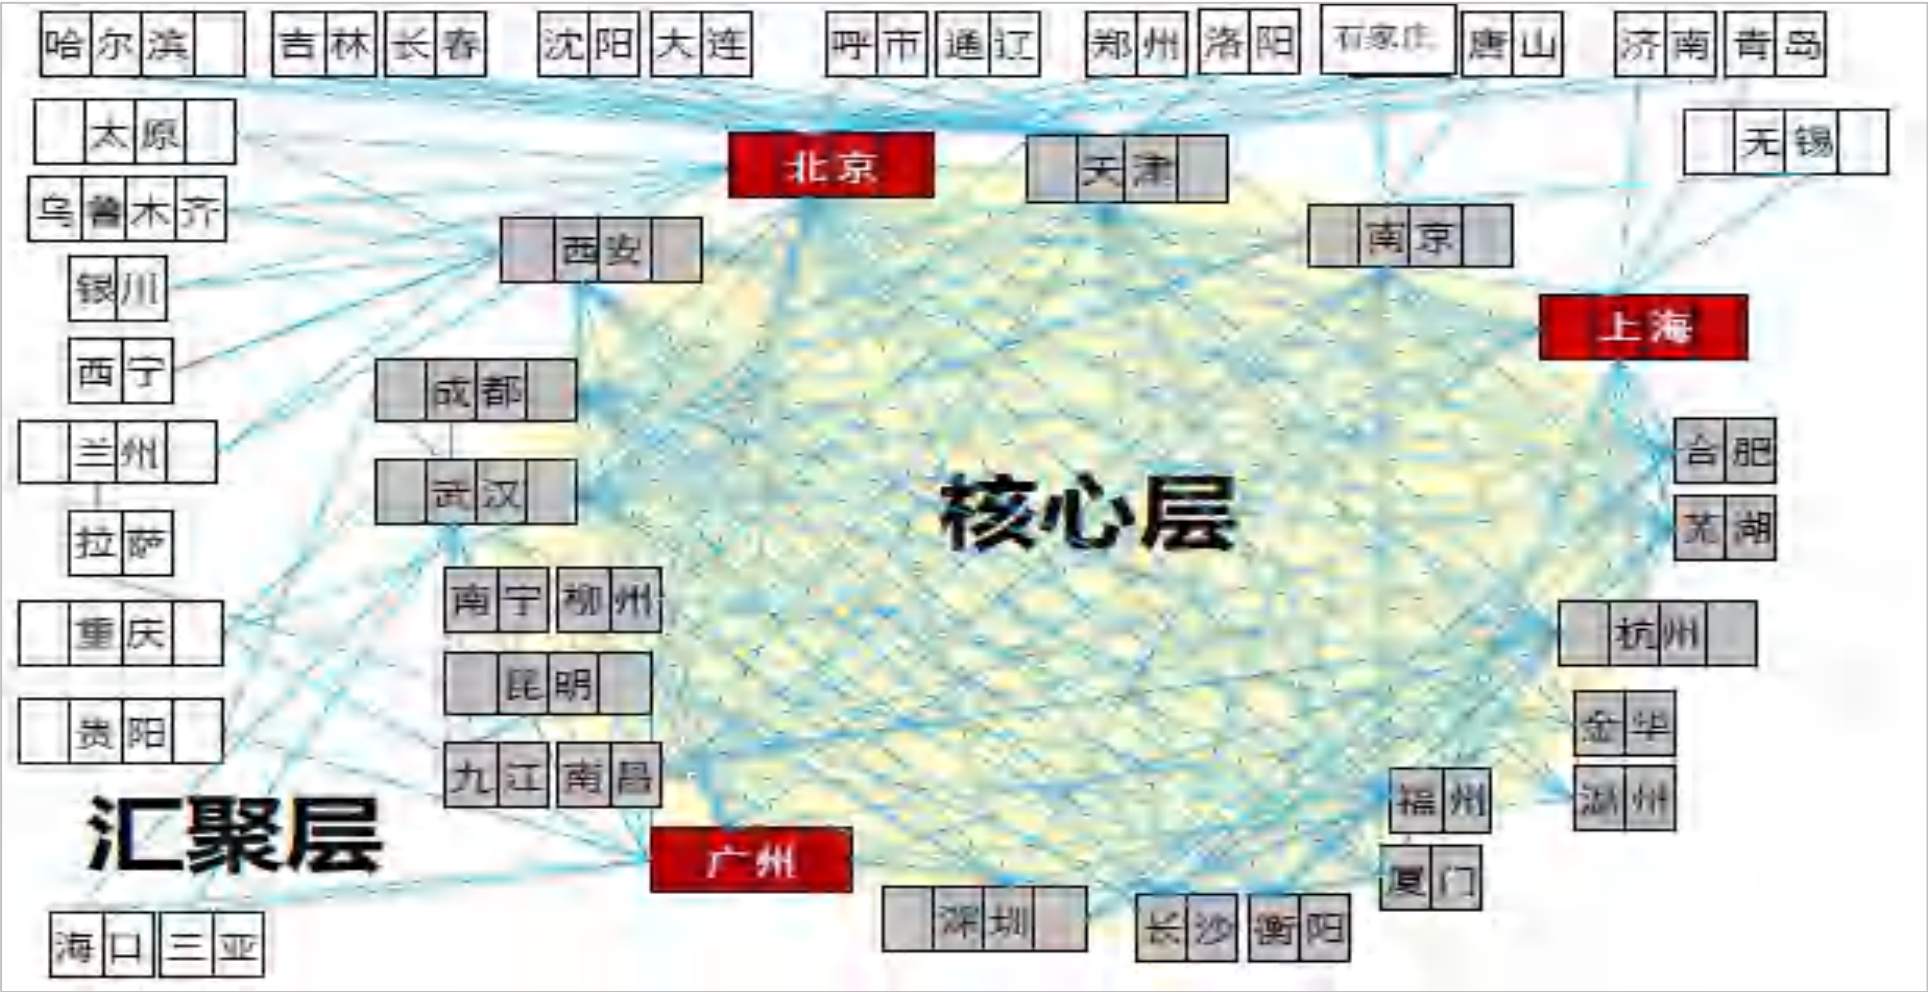 哈尔滨 吉林 长春 沈阳 大连 呼市 通辽 郑州 洛阳 石家庄 唐山 济南 青岛
太原 北京 天津 无锡
乌鲁木齐 西安 南京
银川 上海
西宁 成都
兰州 武汉 核心层 合肥
拉萨 芜湖
重庆 南宁 柳州 杭州
贵阳 昆明 金华
九江 南昌 福州 湖州
汇聚层 广州 厦门
海口 三亚 深圳 长沙 衡阳